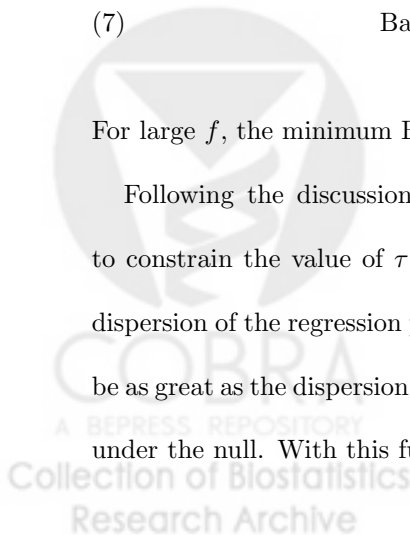 (7) Ba
For large f, the minimum
Following the discussion
to constrain the value of τ
dispersion of the regression
be as great as the dispersion
under the null. With this
COBRA
A BEPRESS REPOSITORY
Collection of Biostatistics
Research Archive